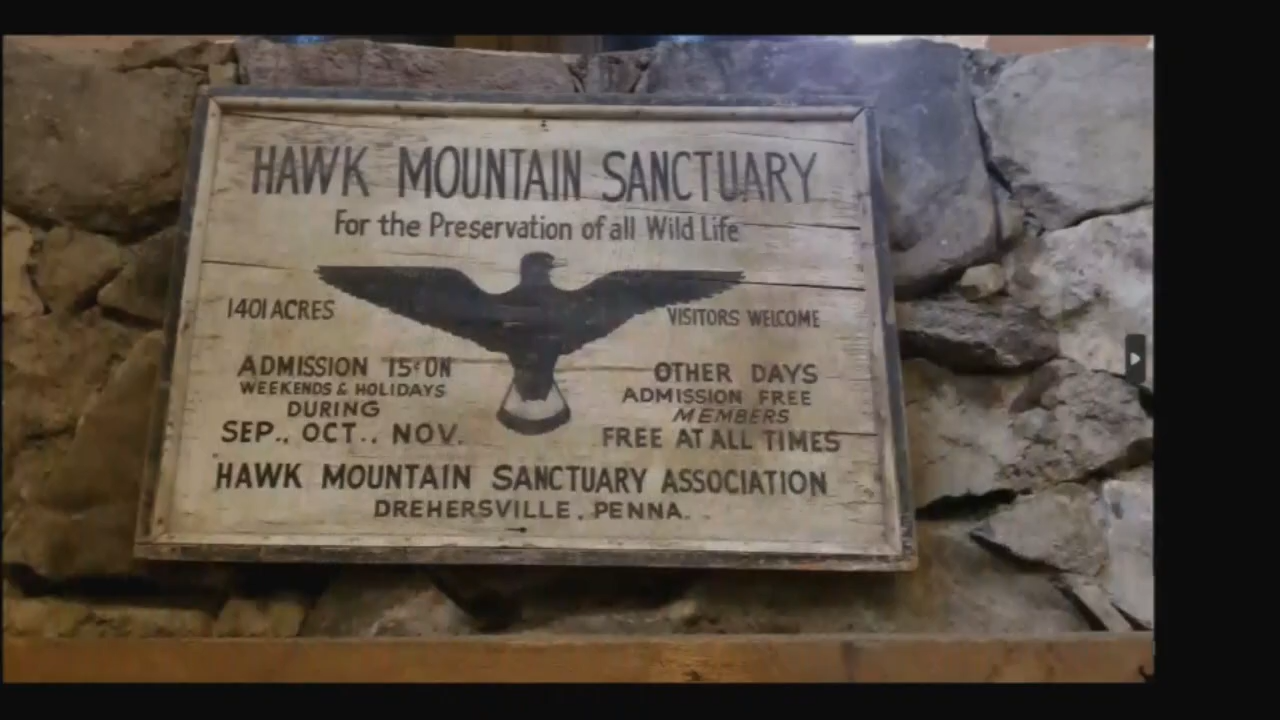 HAWK MOUNTAIN SANCTUARY
For the Preservation of all Wild Life
1401 ACRES
VISITORS WELCOME
ADMISSION 15¢ ON
WEEKENDS & HOLIDAYS
DURING
SEP., OCT., NOV.
OTHER DAYS
ADMISSION FREE
MEMBERS
FREE AT ALL TIMES
HAWK MOUNTAIN SANCTUARY ASSOCIATION
DREHERSVILLE, PENNA.